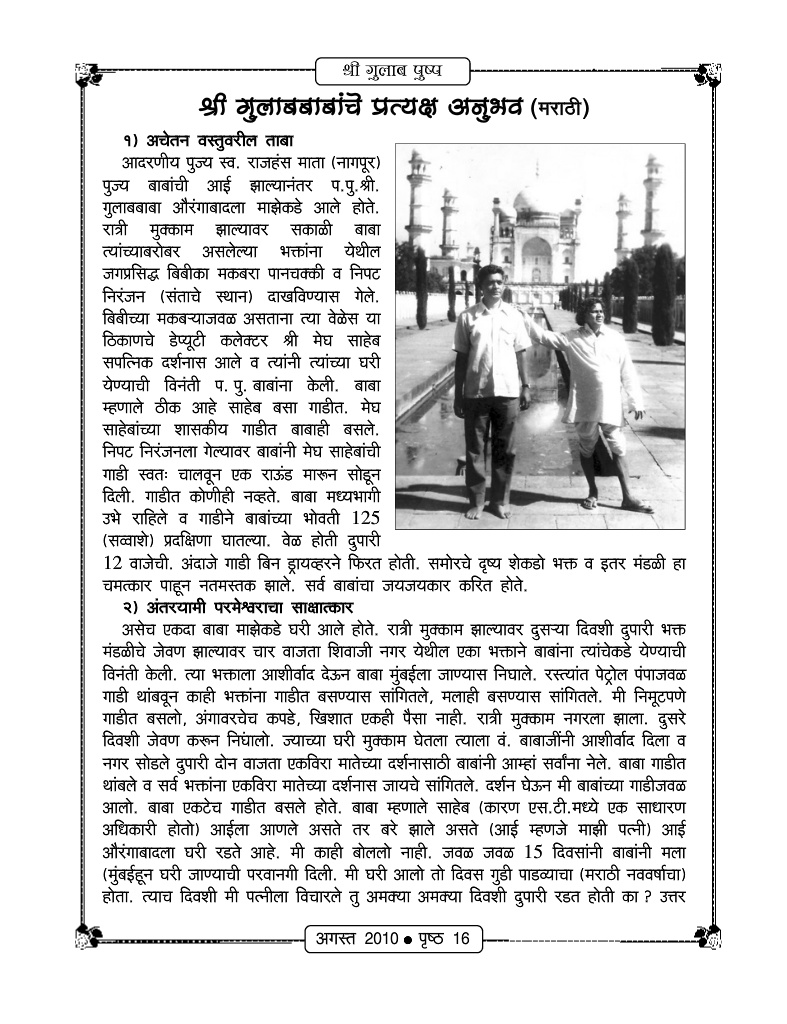 श्री गुलाब पुष्प
श्री गुलाबबाबांचे प्रत्यक्ष अनुभव (मराठी)
१) अचेतन वस्तुवरील ताबा
आदरणीय पुज्य स्व. राजहंस माता (नागपूर)
पुज्य बाबांची आई झाल्यानंतर प.पु.श्री.
गुलाबबाबा औरंगाबादला माझेकडे आले होते.
रात्री मुक्काम झाल्यावर सकाळी बाबा
त्यांच्याबरोबर असलेल्या भक्तांना येथील
जगप्रसिद्ध बिबीका मकबरा पानचक्की व निपट
निरंजन (संताचे स्थान) दाखविण्यास गेले.
बिबीच्या मकबऱ्याजवळ असताना त्या वेळेस या
ठिकाणचे डेप्यूटी कलेक्टर श्री मेघ साहेब
सपत्निक दर्शनास आले व त्यांनी त्यांच्या घरी
येण्याची विनंती प. पु. बाबांना केली. बाबा
म्हणाले ठीक आहे साहेब बसा गाडीत. मेघ
साहेबांच्या शासकीय गाडीत बाबाही बसले.
निपट निरंजनला गेल्यावर बाबांनी मेघ साहेबांची
गाडी स्वतः चालवून एक राऊंड मारून सोडून
दिली. गाडीत कोणीही नव्हते. बाबा मध्यभागी
उभे राहिले व गाडीने बाबांच्या भोवती 125
(सव्वाशे) प्रदक्षिणा घातल्या. वेळ होती दुपारी
12 वाजेची. अंदाजे गाडी बिन ड्रायव्हरने फिरत होती. समोरचे दृष्य शेकडो भक्त व इतर मंडळी हा
चमत्कार पाहून नतमस्तक झाले. सर्व बाबांचा जयजयकार करित होते.
२) अंतरयामी परमेश्वराचा साक्षात्कार
असेच एकदा बाबा माझेकडे घरी आले होते. रात्री मुक्काम झाल्यावर दुसऱ्या दिवशी दुपारी भक्त
मंडळीचे जेवण झाल्यावर चार वाजता शिवाजी नगर येथील एका भक्ताने बाबांना त्यांचेकडे येण्याची
विनंती केली. त्या भक्ताला आशीर्वाद देऊन बाबा मुंबईला जाण्यास निघाले. रस्त्यांत पेट्रोल पंपाजवळ
गाडी थांबवून काही भक्तांना गाडीत बसण्यास सांगितले, मलाही बसण्यास सांगितले. मी निमूटपणे
गाडीत बसलो, अंगावरचेच कपडे, खिशात एकही पैसा नाही. रात्री मुक्काम नगरला झाला. दुसरे
दिवशी जेवण करून निघांलो. ज्याच्या घरी मुक्काम घेतला त्याला वं. बाबाजींनी आशीर्वाद दिला व
नगर सोडले दुपारी दोन वाजता एकविरा मातेच्या दर्शनासाठी बाबांनी आम्हां सर्वांना नेले. बाबा गाडीत
थांबले व सर्व भक्तांना एकविरा मातेच्या दर्शनास जायचे सांगितले. दर्शन घेऊन मी बाबांच्या गाडीजवळ
आलो. बाबा एकटेच गाडीत बसले होते. बाबा म्हणाले साहेब (कारण एस.टी.मध्ये एक साधारण
अधिकारी होतो) आईला आणले असते तर बरे झाले असते (आई म्हणजे माझी पत्नी) आई
औरंगाबादला घरी रडते आहे. मी काही बोललो नाही. जवळ जवळ 15 दिवसांनी बाबांनी मला
(मुंबईहून घरी जाण्याची परवानगी दिली. मी घरी आलो तो दिवस गुडी पाडव्याचा (मराठी नववर्षाचा)
होता. त्याच दिवशी मी पत्नीला विचारले तु अमक्या अमक्या दिवशी दुपारी रडत होती का ? उत्तर
अगस्त 2010 ● पृष्ठ 16